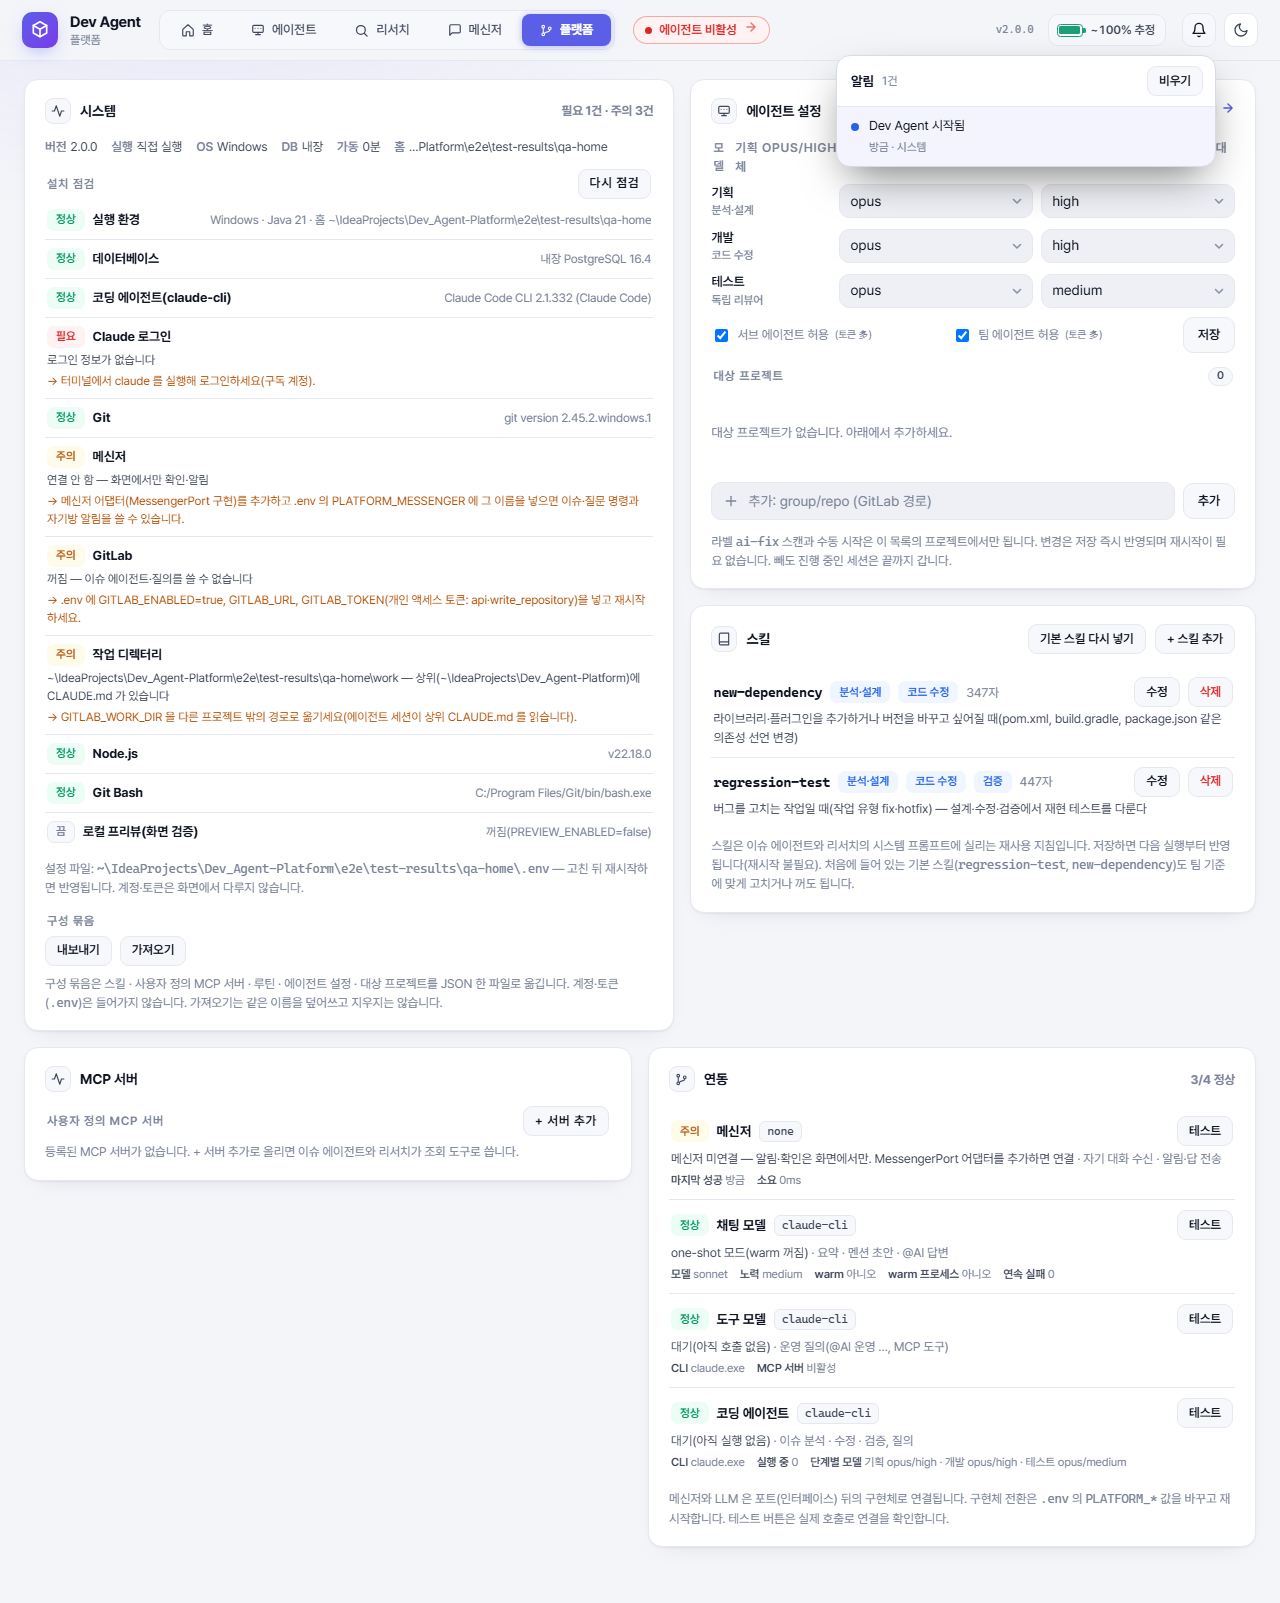 Dev Agent
플랫폼
홈
에이전트
리서치
메신저
플랫폼
에이전트 비활성 →
v2.0.0
~100% 추정
알림 1건
비우기
Dev Agent 시작됨
방금 · 시스템
시스템
필요 1건 · 주의 3건
버전 2.0.0 실행 직접 실행 OS Windows DB 내장 가동 0분 홈 ...Platform\e2e\test-results\qa-home
설치 점검
다시 점검
정상 실행 환경 Windows · Java 21 · 홈 ~\IdeaProjects\Dev_Agent-Platform\e2e\test-results\qa-home
정상 데이터베이스 내장 PostgreSQL 16.4
정상 코딩 에이전트(claude-cli) Claude Code CLI 2.1.332 (Claude Code)
필요 Claude 로그인
로그인 정보가 없습니다
→ 터미널에서 claude 를 실행해 로그인하세요(구독 계정).
정상 Git git version 2.45.2.windows.1
주의 메신저
연결 안 함 — 화면에서만 확인·알림
→ 메신저 어댑터(MessengerPort 구현)를 추가하고 .env 의 PLATFORM_MESSENGER 에 그 이름을 넣으면 이슈·질문 명령과
자기방 알림을 쓸 수 있습니다.
주의 GitLab
꺼짐 — 이슈 에이전트·질의를 쓸 수 없습니다
→ .env 에 GITLAB_ENABLED=true, GITLAB_URL, GITLAB_TOKEN(개인 액세스 토큰: api·write_repository)을 넣고 재시작
하세요.
주의 작업 디렉터리
~\IdeaProjects\Dev_Agent-Platform\e2e\test-results\qa-home\work — 상위(~\IdeaProjects\Dev_Agent-Platform)에
CLAUDE.md 가 있습니다
→ GITLAB_WORK_DIR 을 다른 프로젝트 밖의 경로로 옮기세요(에이전트 세션이 상위 CLAUDE.md 를 읽습니다).
정상 Node.js v22.18.0
정상 Git Bash C:/Program Files/Git/bin/bash.exe
끔 로컬 프리뷰(화면 검증) 꺼짐(PREVIEW_ENABLED=false)
설정 파일: ~\IdeaProjects\Dev_Agent-Platform\e2e\test-results\qa-home\.env — 고친 뒤 재시작하
면 반영됩니다. 계정·토큰은 화면에서 다루지 않습니다.
구성 묶음
내보내기 가져오기
구성 묶음은 스킬 · 사용자 정의 MCP 서버 · 루틴 · 에이전트 설정 · 대상 프로젝트를 JSON 한 파일로 옮깁니다. 계정·토큰
(.env)은 들어가지 않습니다. 가져오기는 같은 이름을 덮어쓰고 지우지는 않습니다.
에이전트 설정 →
모 기획 OPUS/HIGH 대
델 체
기획 opus high
분석·설계
개발 opus high
코드 수정
테스트 opus medium
독립 리뷰어
서브 에이전트 허용 (토큰 多) 팀 에이전트 허용 (토큰 多) 저장
대상 프로젝트 0
대상 프로젝트가 없습니다. 아래에서 추가하세요.
+ 추가: group/repo (GitLab 경로) 추가
라벨 ai-fix 스캔과 수동 시작은 이 목록의 프로젝트에서만 됩니다. 변경은 저장 즉시 반영되며 재시작이 필
요 없습니다. 빼도 진행 중인 세션은 끝까지 갑니다.
스킬 기본 스킬 다시 넣기 + 스킬 추가
new-dependency 분석·설계 코드 수정 347자 수정 삭제
라이브러리·플러그인을 추가하거나 버전을 바꾸고 싶어질 때(pom.xml, build.gradle, package.json 같은
의존성 선언 변경)
regression-test 분석·설계 코드 수정 검증 447자 수정 삭제
버그를 고치는 작업일 때(작업 유형 fix·hotfix) — 설계·수정·검증에서 재현 테스트를 다룬다
스킬은 이슈 에이전트와 리서치의 시스템 프롬프트에 실리는 재사용 지침입니다. 저장하면 다음 실행부터 반영
됩니다(재시작 불필요). 처음에 들어 있는 기본 스킬(regression-test, new-dependency)도 팀 기준
에 맞게 고치거나 꺼도 됩니다.
MCP 서버
사용자 정의 MCP 서버 + 서버 추가
등록된 MCP 서버가 없습니다. + 서버 추가로 올리면 이슈 에이전트와 리서치가 조회 도구로 씁니다.
연동 3/4 정상
주의 메신저 none 테스트
메신저 미연결 — 알림·확인은 화면에서만. MessengerPort 어댑터를 추가하면 연결 · 자기 대화 수신 · 알림·답 전송
마지막 성공 방금 소요 0ms
정상 채팅 모델 claude-cli 테스트
one-shot 모드(warm 꺼짐) · 요약 · 멘션 초안 · @AI 답변
모델 sonnet 노력 medium warm 아니오 warm 프로세스 아니오 연속 실패 0
정상 도구 모델 claude-cli 테스트
대기(아직 호출 없음) · 운영 질의(@AI 운영 ..., MCP 도구)
CLI claude.exe MCP 서버 비활성
정상 코딩 에이전트 claude-cli 테스트
대기(아직 실행 없음) · 이슈 분석 · 수정 · 검증, 질의
CLI claude.exe 실행 중 0 단계별 모델 기획 opus/high · 개발 opus/high · 테스트 opus/medium
메신저와 LLM 은 포트(인터페이스) 뒤의 구현체로 연결됩니다. 구현체 전환은 .env 의 PLATFORM_* 값을 바꾸고 재
시작합니다. 테스트 버튼은 실제 호출로 연결을 확인합니다.